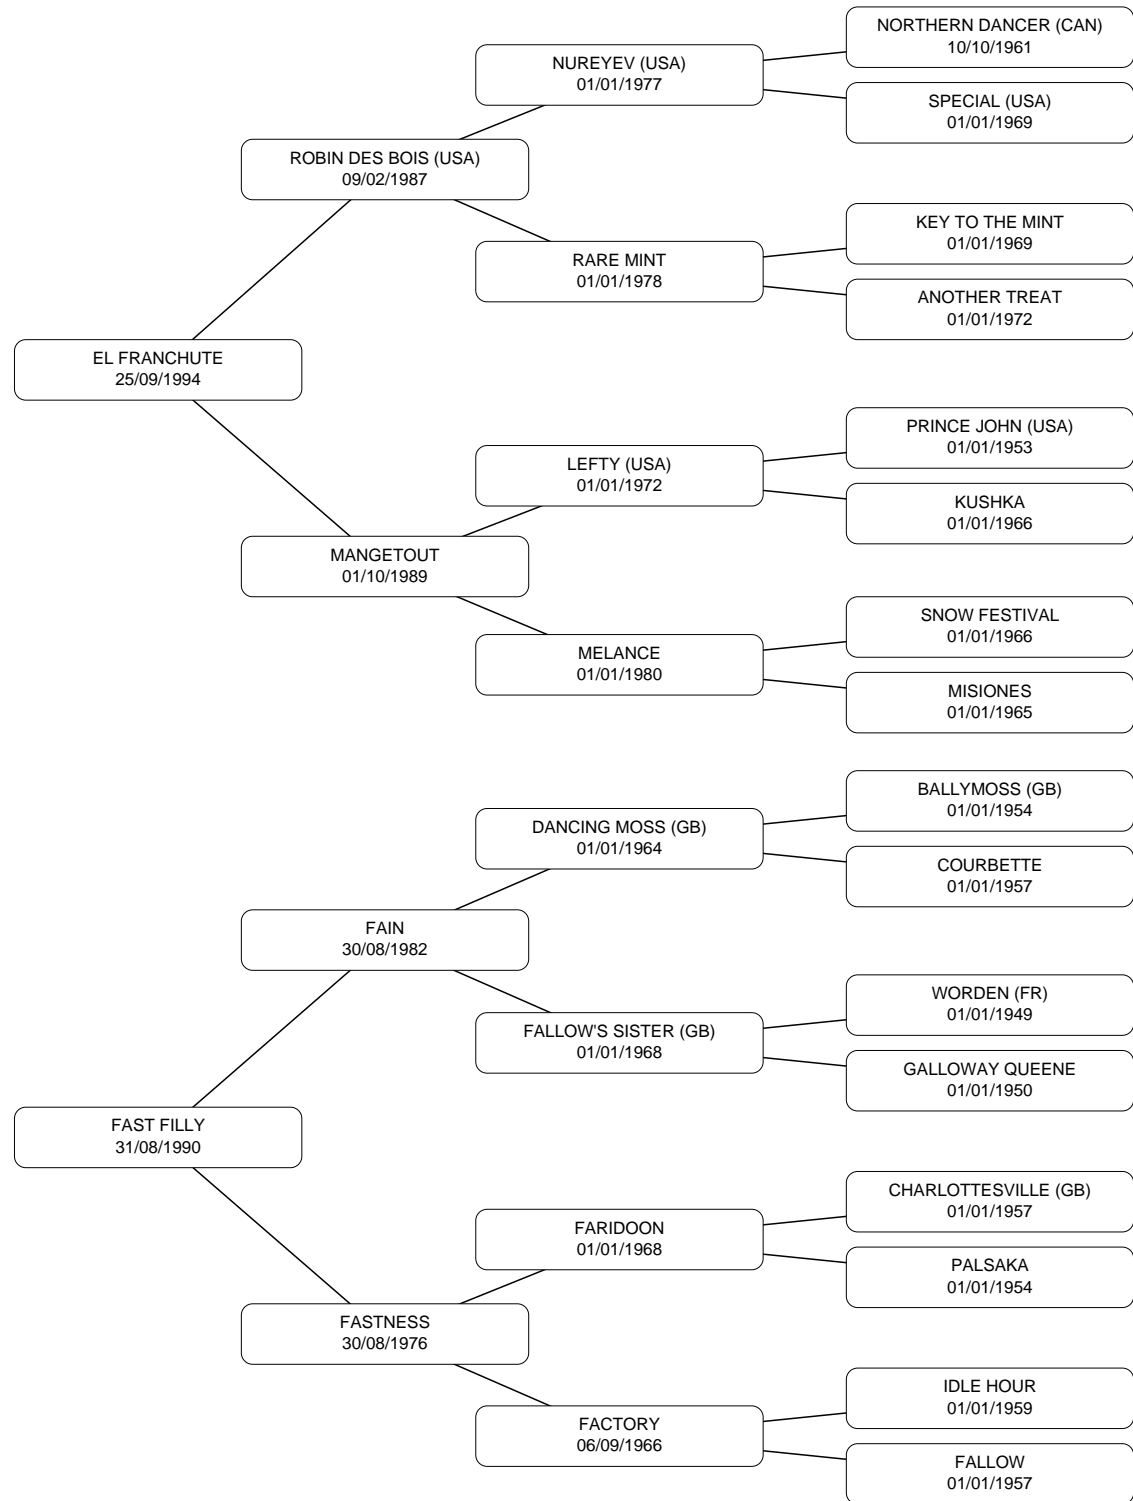 NORTHERN DANCER (CAN)
10/10/1961
NUREYEV (USA)
01/01/1977
SPECIAL (USA)
01/01/1969
ROBIN DES BOIS (USA)
09/02/1987
KEY TO THE MINT
01/01/1969
RARE MINT
01/01/1978
ANOTHER TREAT
01/01/1972
EL FRANCHUTE
25/09/1994
PRINCE JOHN (USA)
01/01/1953
LEFTY (USA)
01/01/1972
KUSHKA
01/01/1966
MANGETOUT
01/10/1989
SNOW FESTIVAL
01/01/1966
MELANCE
01/01/1980
MISIONES
01/01/1965
BALLYMOSS (GB)
01/01/1954
DANCING MOSS (GB)
01/01/1964
COURBETTE
01/01/1957
FAIN
30/08/1982
WORDEN (FR)
01/01/1949
FALLOW'S SISTER (GB)
01/01/1968
GALLOWAY QUEENE
01/01/1950
FAST FILLY
31/08/1990
CHARLOTTESVILLE (GB)
01/01/1957
FARIDOON
01/01/1968
PALSAKA
01/01/1954
FASTNESS
30/08/1976
IDLE HOUR
01/01/1959
FACTORY
06/09/1966
FALLOW
01/01/1957